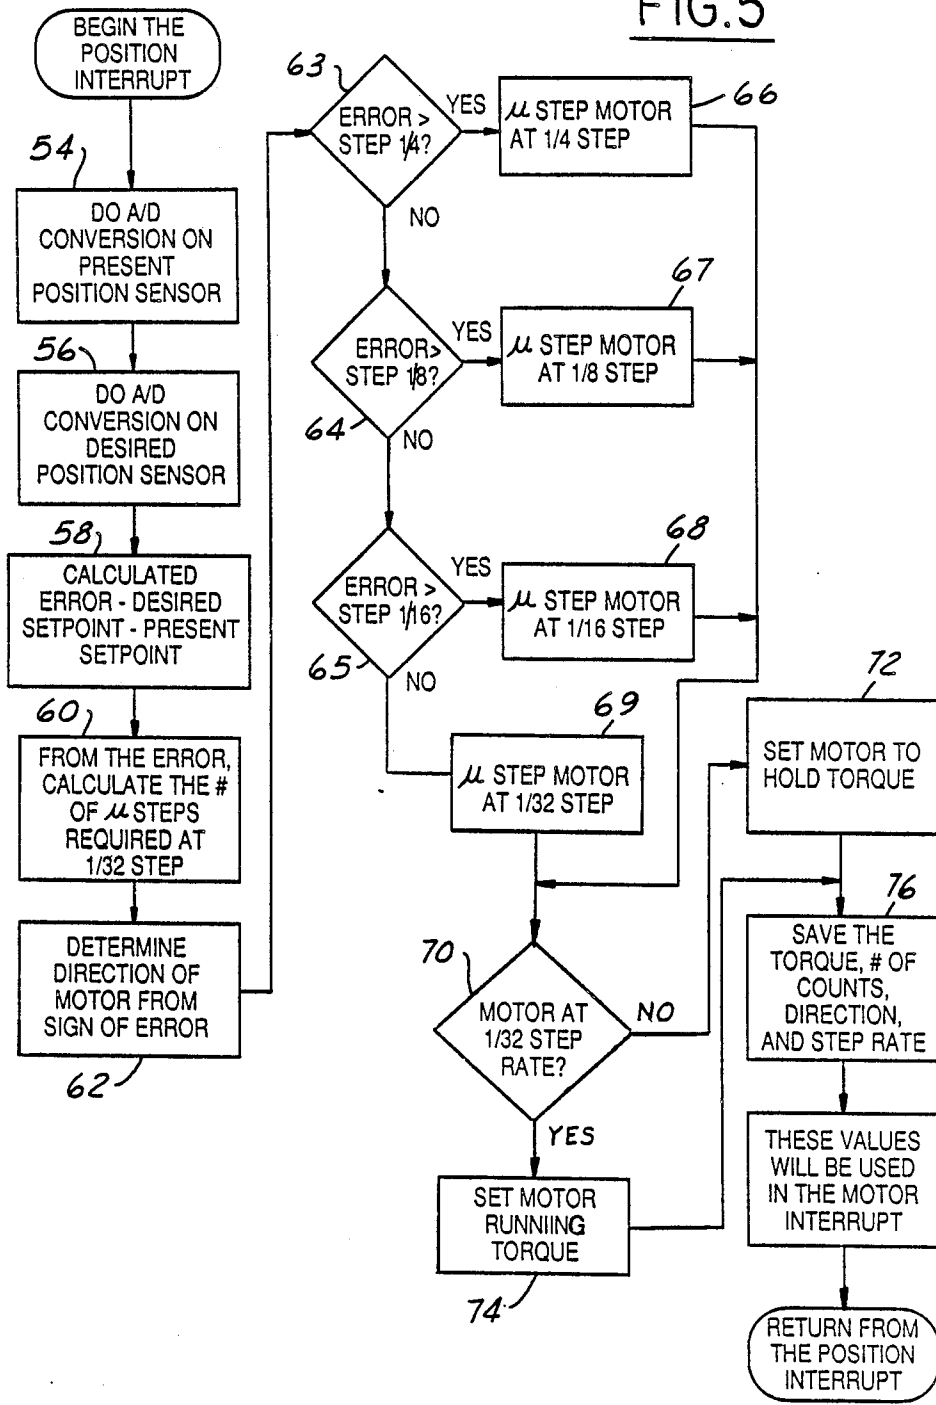 FIG.5
BEGIN THE
POSITION
INTERRUPT
54
DO A/D
CONVERSION ON
PRESENT
POSITION SENSOR
56
DO A/D
CONVERSION ON
DESIRED
POSITION SENSOR
58
CALCULATED
ERROR - DESIRED
SETPOINT - PRESENT
SETPOINT
60
FROM THE ERROR,
CALCULATE THE #
OF μ STEPS
REQUIRED AT
1/32 STEP
DETERMINE
DIRECTION OF
MOTOR FROM
SIGN OF ERROR
62
63
ERROR >
STEP 1/4?
YES
NO
66
μ STEP MOTOR
AT 1/4 STEP
ERROR>
STEP 1/8?
64
YES
NO
67
μ STEP MOTOR
AT 1/8 STEP
ERROR >
STEP 1/16?
65
YES
NO
68
μ STEP MOTOR
AT 1/16 STEP
69
μ STEP MOTOR
AT 1/32 STEP
70
MOTOR AT
1/32 STEP
RATE?
NO
YES
SET MOTOR
RUNNING
TORQUE
74
72
SET MOTOR TO
HOLD TORQUE
76
SAVE THE
TORQUE, # OF
COUNTS,
DIRECTION,
AND STEP RATE
THESE VALUES
WILL BE USED
IN THE MOTOR
INTERRUPT
RETURN FROM
THE POSITION
INTERRUPT